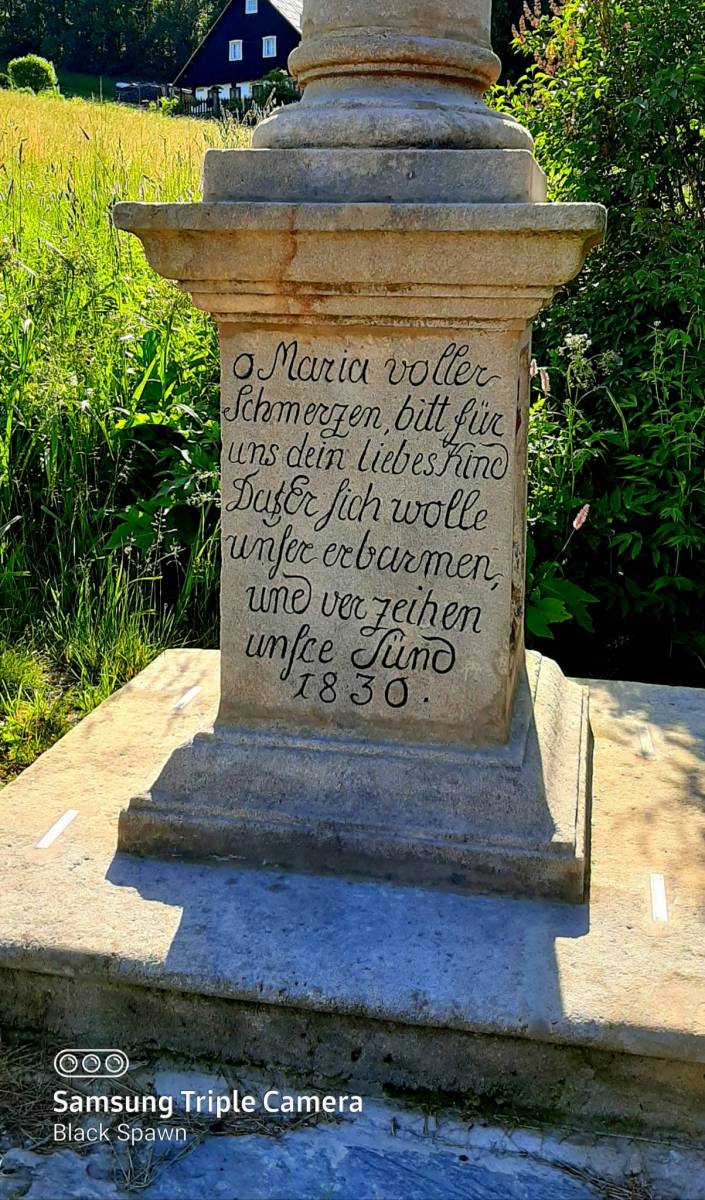 O Maria voller
Schmerzen, bitt für
uns dein liebes Kind
Daß Er ſich wolle
unſer erbarmen,
und verzeihen
unſre Sünd
1830.
Samsung Triple Camera
Black Spawn